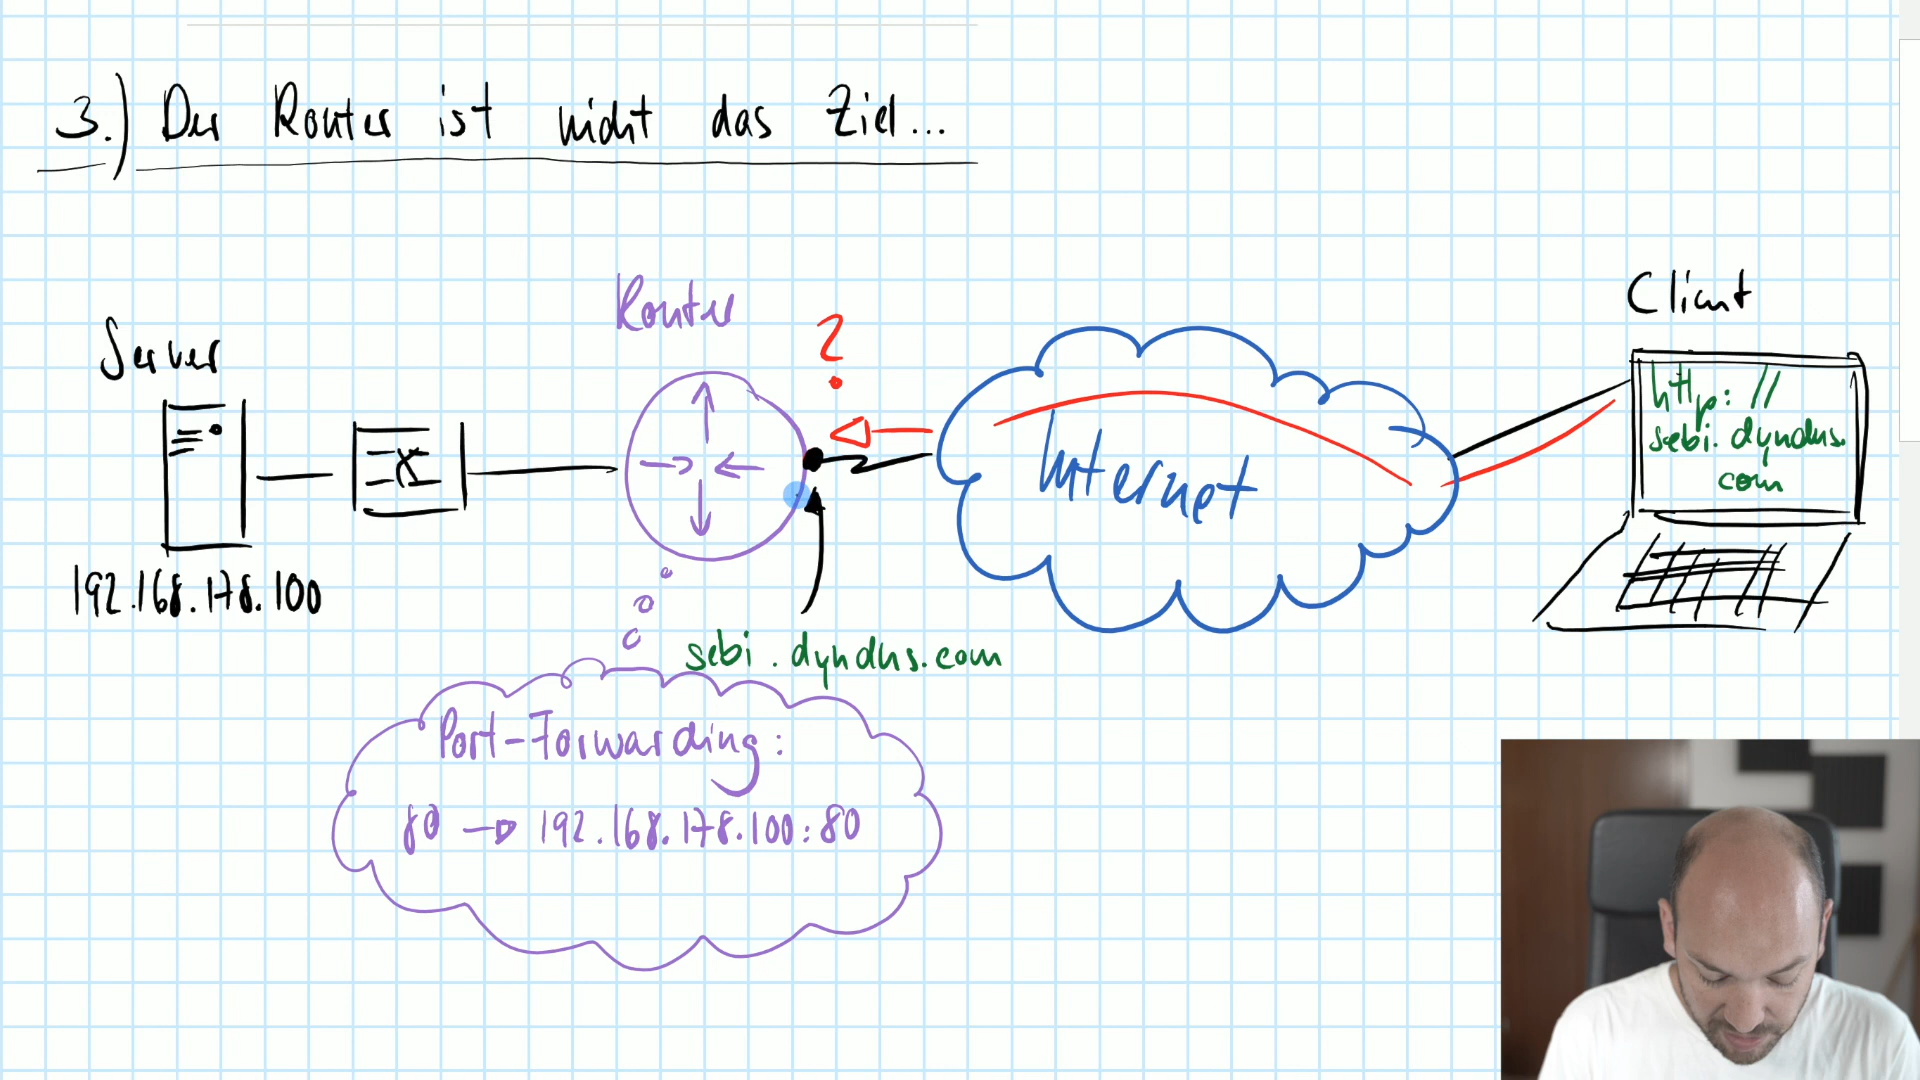 3.) Der Router ist nicht das Ziel...
Server
192.168.178.100
Router
?
Internet
Client
http://
sebi.dyndns.
com
sebi.dyndns.com
Port-Forwarding:
80 → 192.168.178.100:80